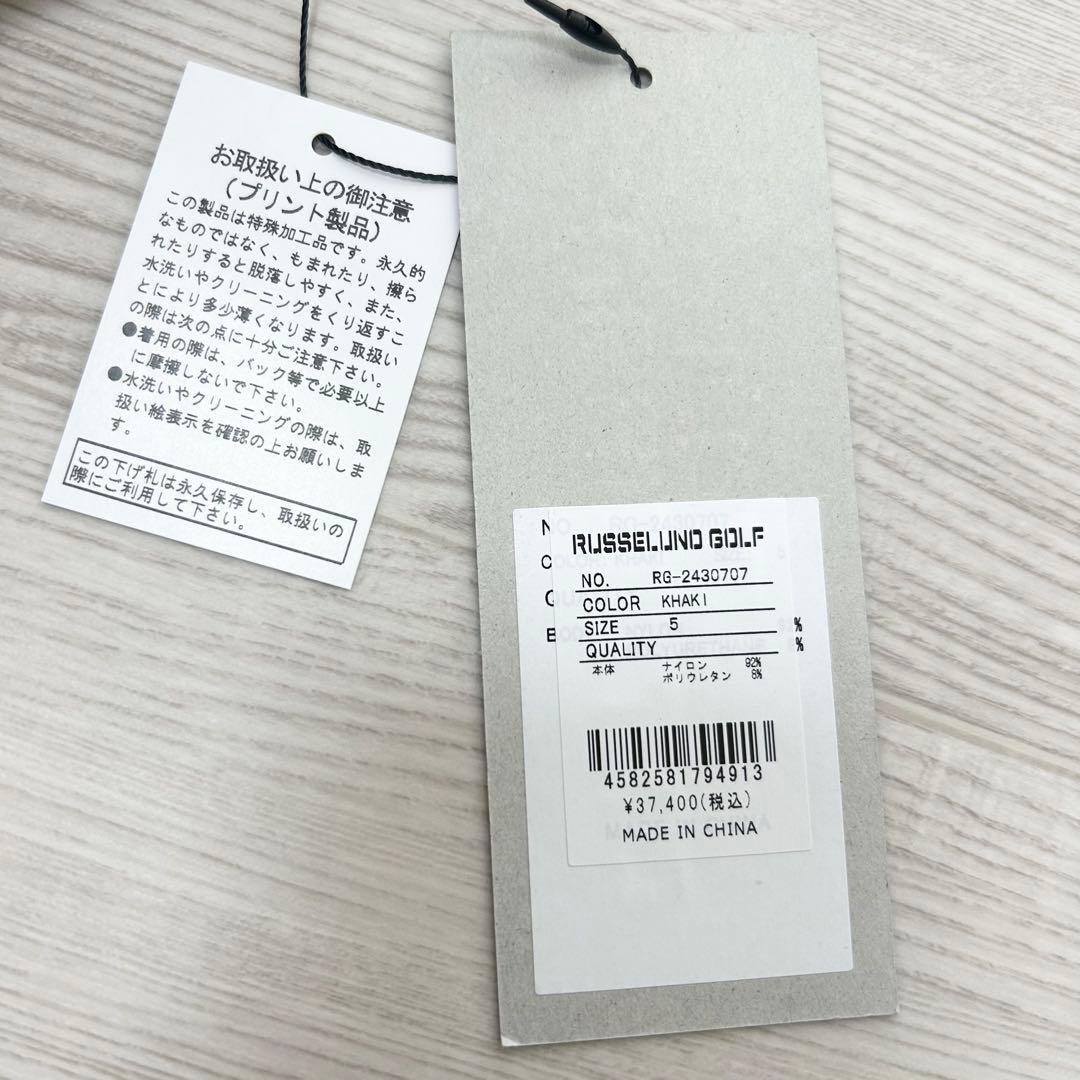 お取扱い上の御注意
(プリント製品)
この製品は特殊加工品です。永久的
なものではなく、もまれたり、擦ら
れたりすると脱落しやすく、また、
水洗いやクリーニングをくり返すこ
とにより多少薄くなります。取扱い
の際は次の点に十分ご注意下さい。
●着用の際は、バック等で必要以上
に摩擦しないで下さい。
●水洗いやクリーニングの際は、取
扱い絵表示を確認の上お願いしま
す。
この下げ札は永久保存し、取扱いの
際にご利用して下さい。
RUSSELUNO GOLF
NO. RG-2430707
COLOR KHAKI
SIZE 5
QUALITY
本体 ナイロン 92%
ポリウレタン 8%
4582581794913
¥37,400(税込)
MADE IN CHINA